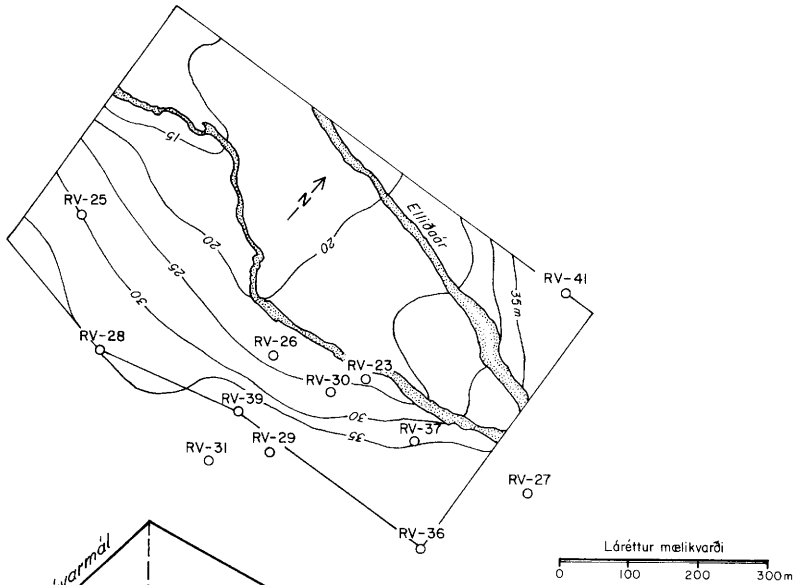 15
RV-25
N
Elliðaár
20
20
25
RV-41
35 m
30
RV-28
RV-26
RV-23
RV-30
RV-39
30
35
RV-37
RV-29
RV-31
RV-27
RV-36
Láréttur mælikvarði
0 100 200 300 m